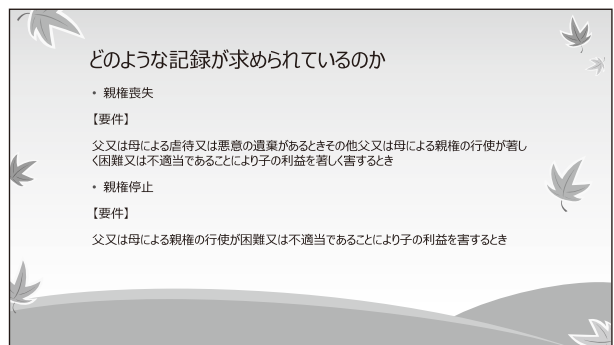 どのような記録が求められているのか
• 親権喪失
【要件】
父又は母による虐待又は悪意の遺棄があるときその他父又は母による親権の行使が著し
く困難又は不適当であることにより子の利益を著しく害するとき
• 親権停止
【要件】
父又は母による親権の行使が困難又は不適当であることにより子の利益を害するとき